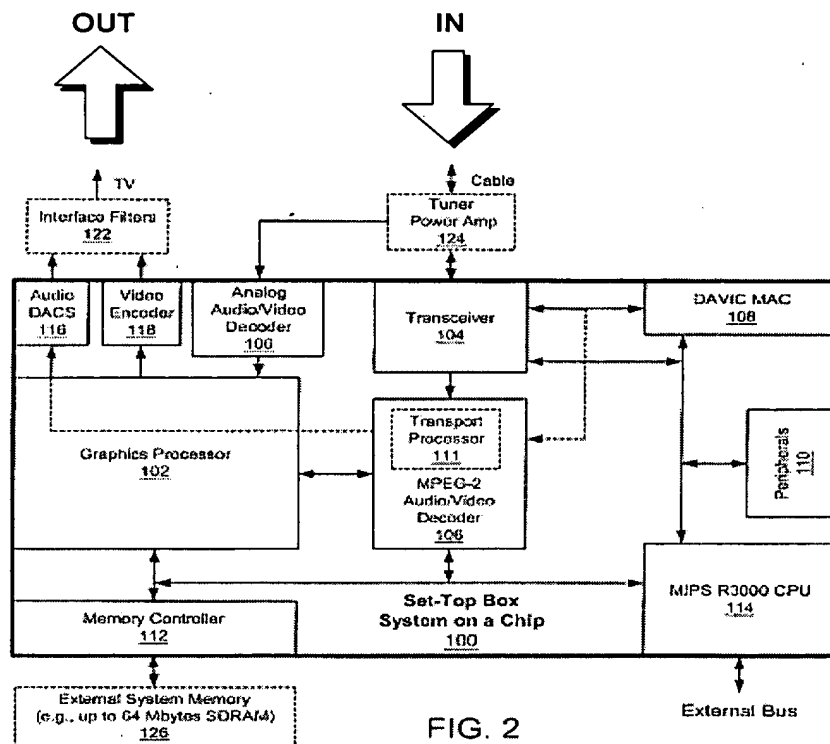 OUT
IN
TV
Cable
Interface Filters
122
Tuner
Power Amp
124
Audio
DACS
116
Video
Encoder
118
Analog
Audio/Video
Decoder
100
Transceiver
104
DAVIC MAC
108
Graphics Processor
102
Transport
Processor
111
MPEG-2
Audio/Video
Decoder
106
Peripherals
110
Memory Controller
112
Set-Top Box
System on a Chip
100
MIPS R3000 CPU
114
External System Memory
(e.g., up to 64 Mbytes SDRAM)
126
External Bus
FIG. 2